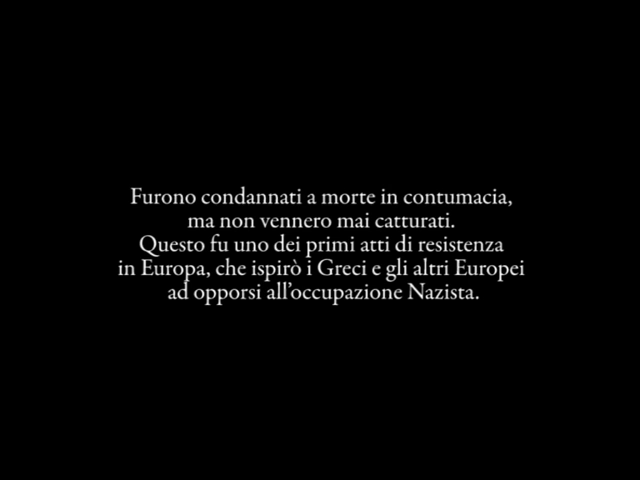 Furono condannati a morte in contumacia,
ma non vennero mai catturati.
Questo fu uno dei primi atti di resistenza
in Europa, che ispirò i Greci e gli altri Europei
ad opporsi all’occupazione Nazista.